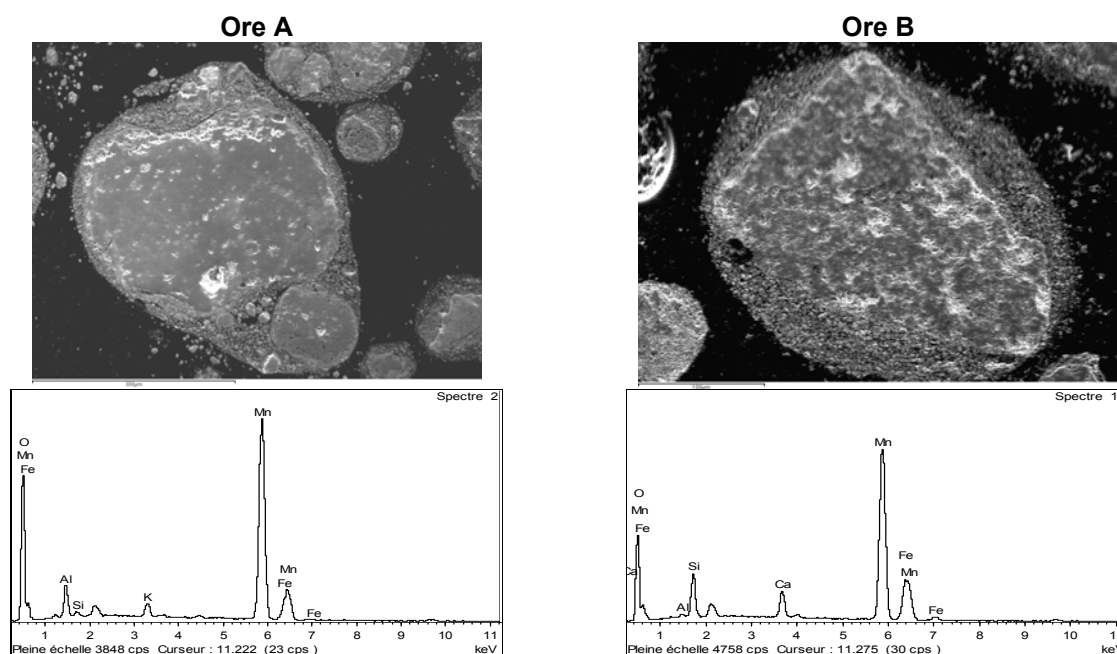 Ore A
Ore B
Spectre 2
O
Mn
Fe
Al
Si
K
Mn
Mn
Fe
Fe
1 2 3 4 5 6 7 8 9 10 11
Pleine échelle 3848 cps Curseur : 11.222 (23 cps)
keV
Spectre 1
O
Mn
Fe
Ca
Al
Si
Ca
Mn
Fe
Mn
Fe
1 2 3 4 5 6 7 8 9 10 1
Pleine échelle 4758 cps Curseur : 11.275 (30 cps)
ke